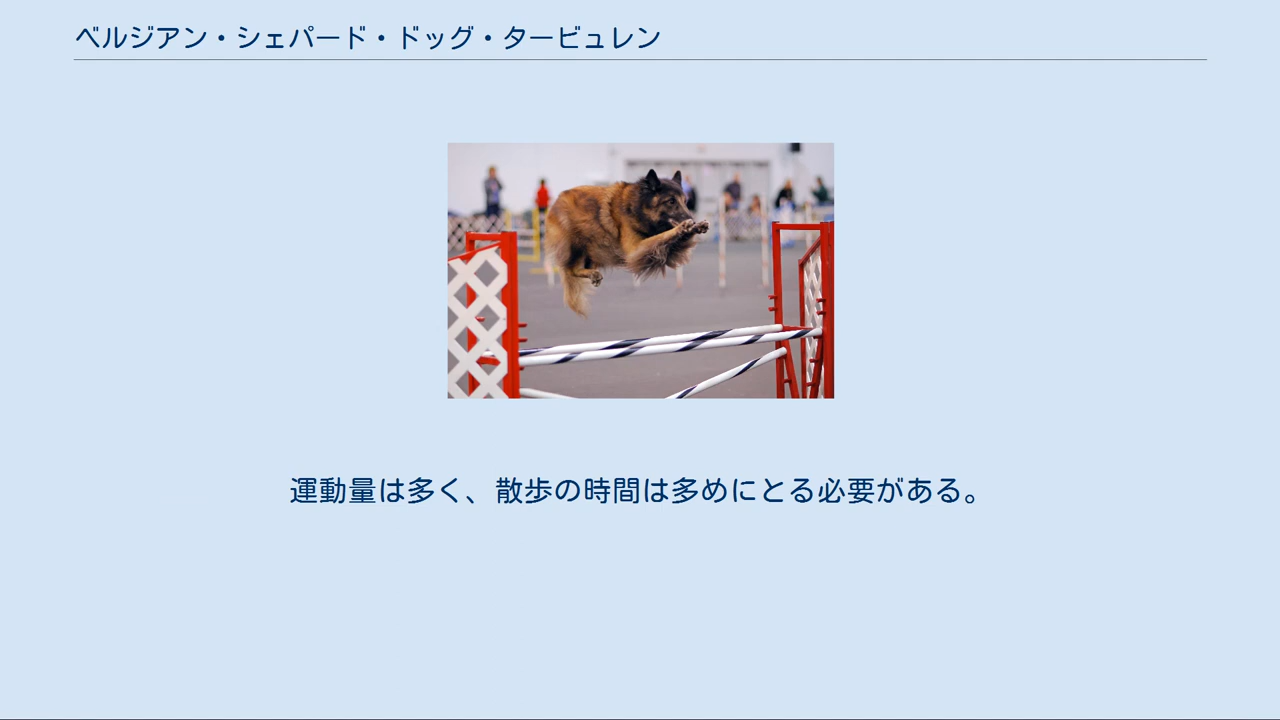 ベルジアン・シェパード・ドッグ・タービュレン
運動量は多く、散歩の時間は多めにとる必要がある。